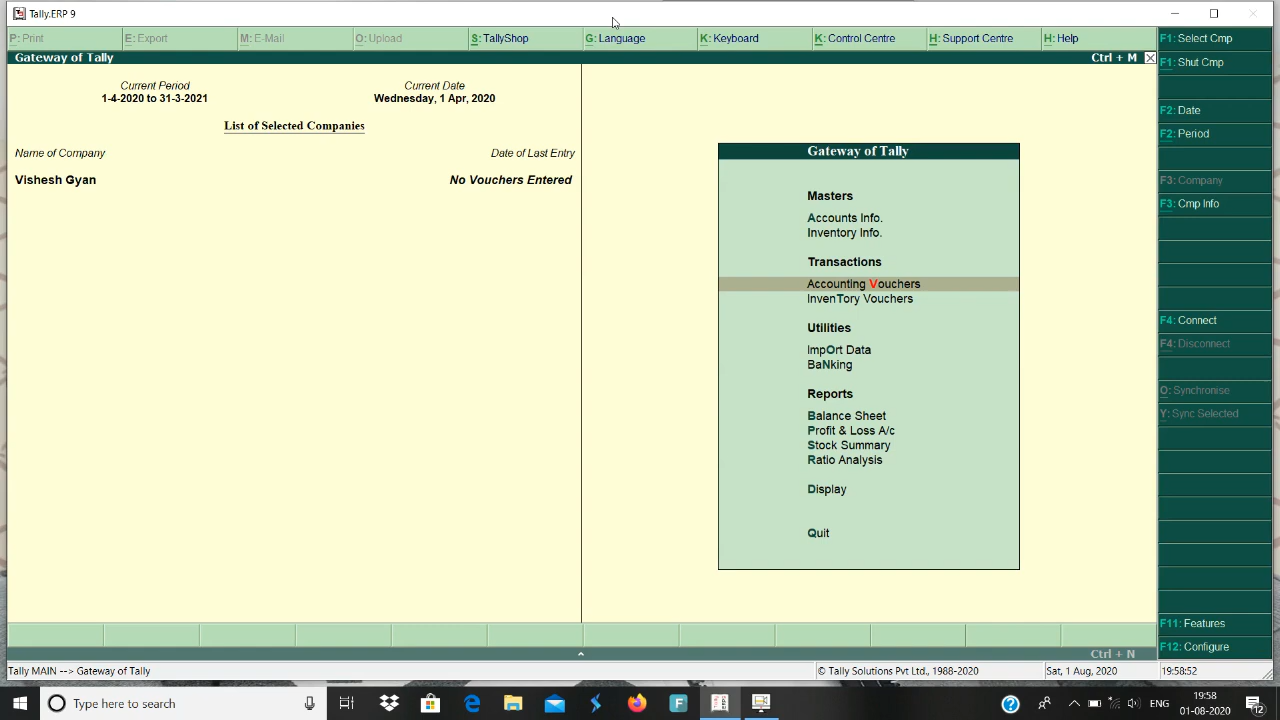 Tally.ERP 9
P: Print
E: Export
M: E-Mail
O: Upload
S: TallyShop
G: Language
K: Keyboard
K: Control Centre
H: Support Centre
H: Help
Gateway of Tally
Ctrl + M
Current Period
1-4-2020 to 31-3-2021
Current Date
Wednesday, 1 Apr, 2020
List of Selected Companies
Name of Company
Date of Last Entry
Vishesh Gyan
No Vouchers Entered
Gateway of Tally
Masters
Accounts Info.
Inventory Info.
Transactions
Accounting Vouchers
InvenTory Vouchers
Utilities
ImpOrt Data
BaNking
Reports
Balance Sheet
Profit & Loss A/c
Stock Summary
Ratio Analysis
Display
Quit
F1: Select Cmp
F1: Shut Cmp
F2: Date
F2: Period
F3: Company
F3: Cmp Info
F4: Connect
F4: Disconnect
O: Synchronise
Y: Sync Selected
F11: Features
F12: Configure
Ctrl + N
Tally MAIN --> Gateway of Tally
© Tally Solutions Pvt Ltd., 1988-2020
Sat, 1 Aug, 2020
19:58:52
Type here to search
ENG
19:58
01-08-2020
2